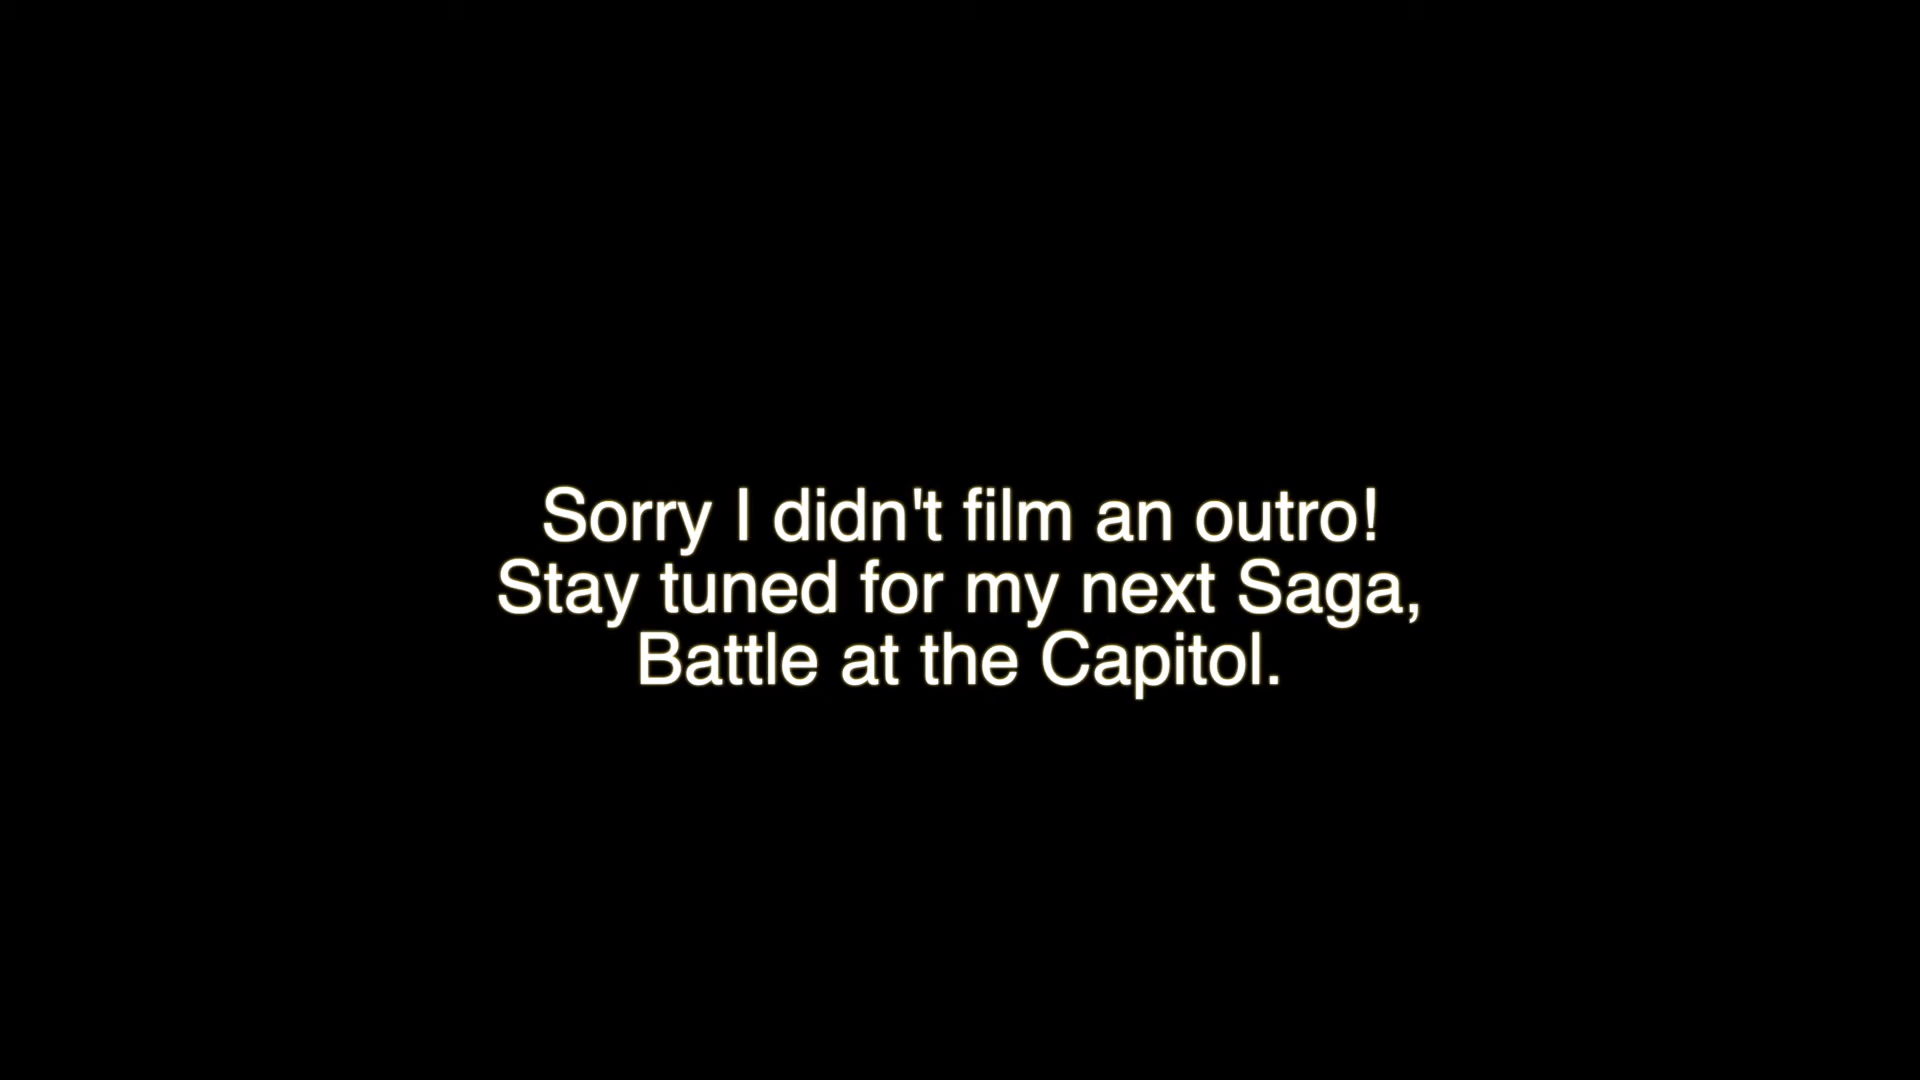 Sorry I didn't film an outro!
Stay tuned for my next Saga,
Battle at the Capitol.